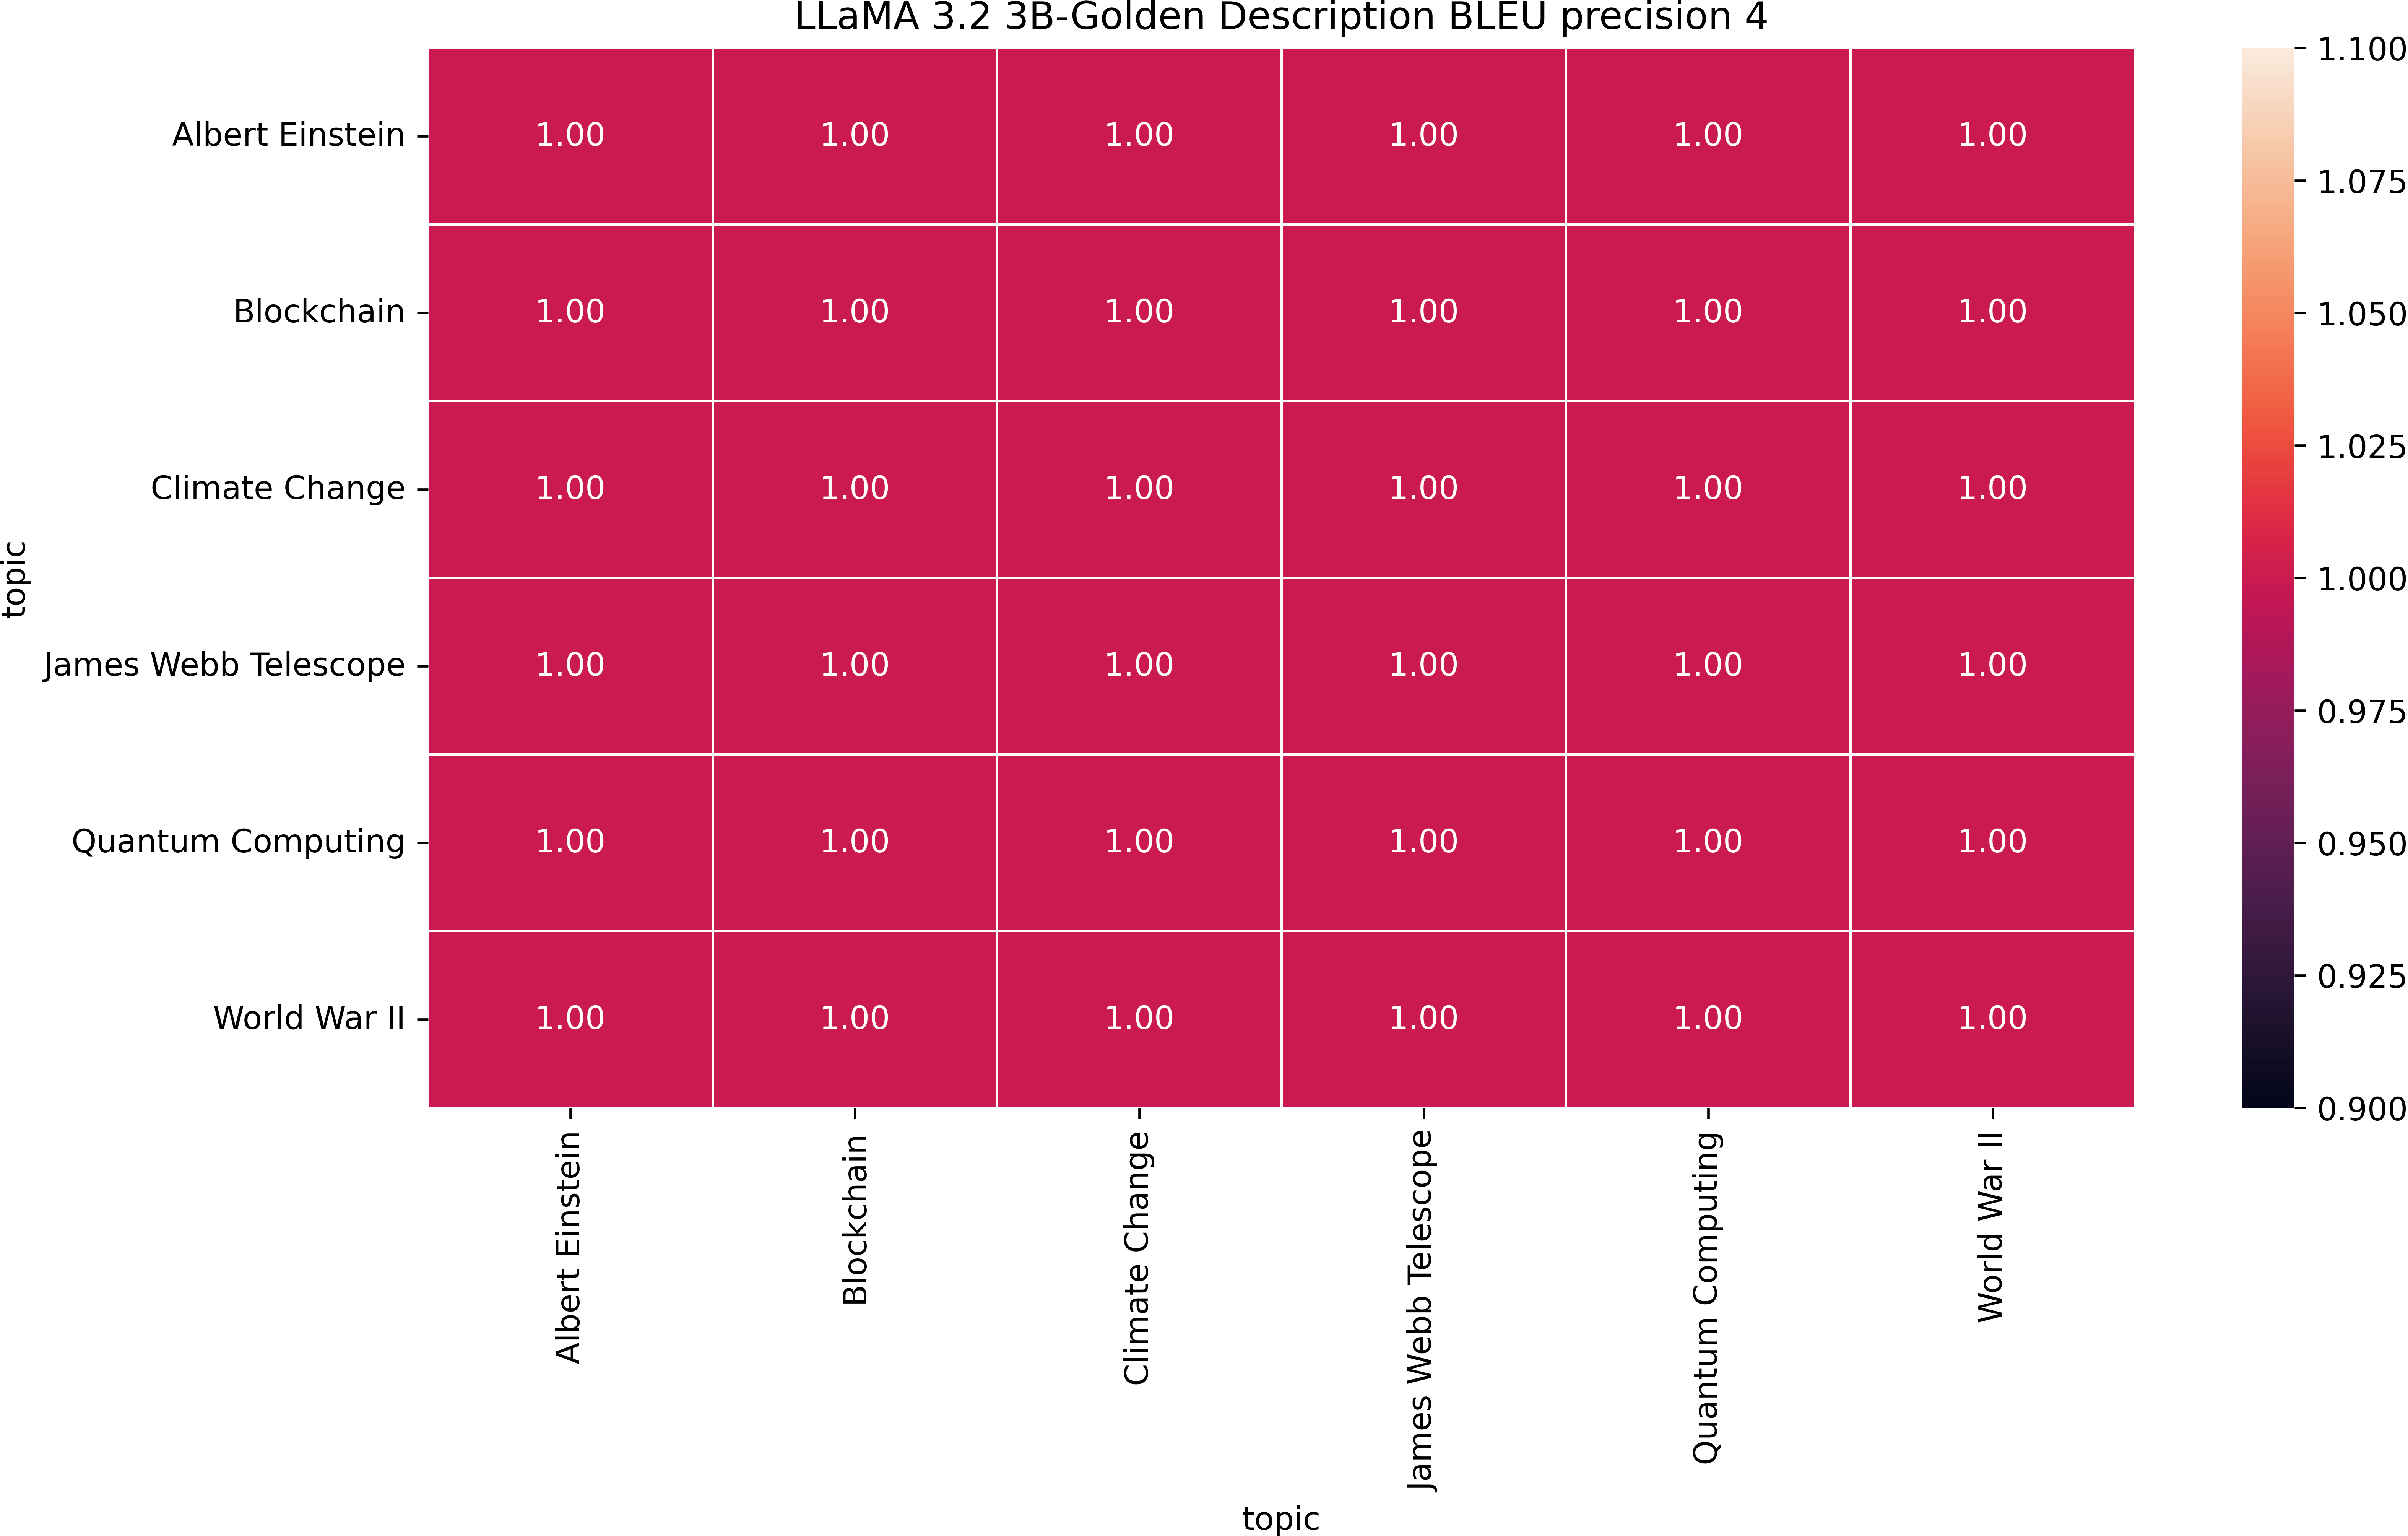 LLaMA 3.2 3B-Golden Description BLEU precision 4
topic
Albert Einstein 1.00 1.00 1.00 1.00 1.00 1.00
Blockchain 1.00 1.00 1.00 1.00 1.00 1.00
Climate Change 1.00 1.00 1.00 1.00 1.00 1.00
James Webb Telescope 1.00 1.00 1.00 1.00 1.00 1.00
Quantum Computing 1.00 1.00 1.00 1.00 1.00 1.00
World War II 1.00 1.00 1.00 1.00 1.00 1.00
Albert Einstein
Blockchain
Climate Change
James Webb Telescope
Quantum Computing
World War II
topic
1.100
1.075
1.050
1.025
1.000
0.975
0.950
0.925
0.900